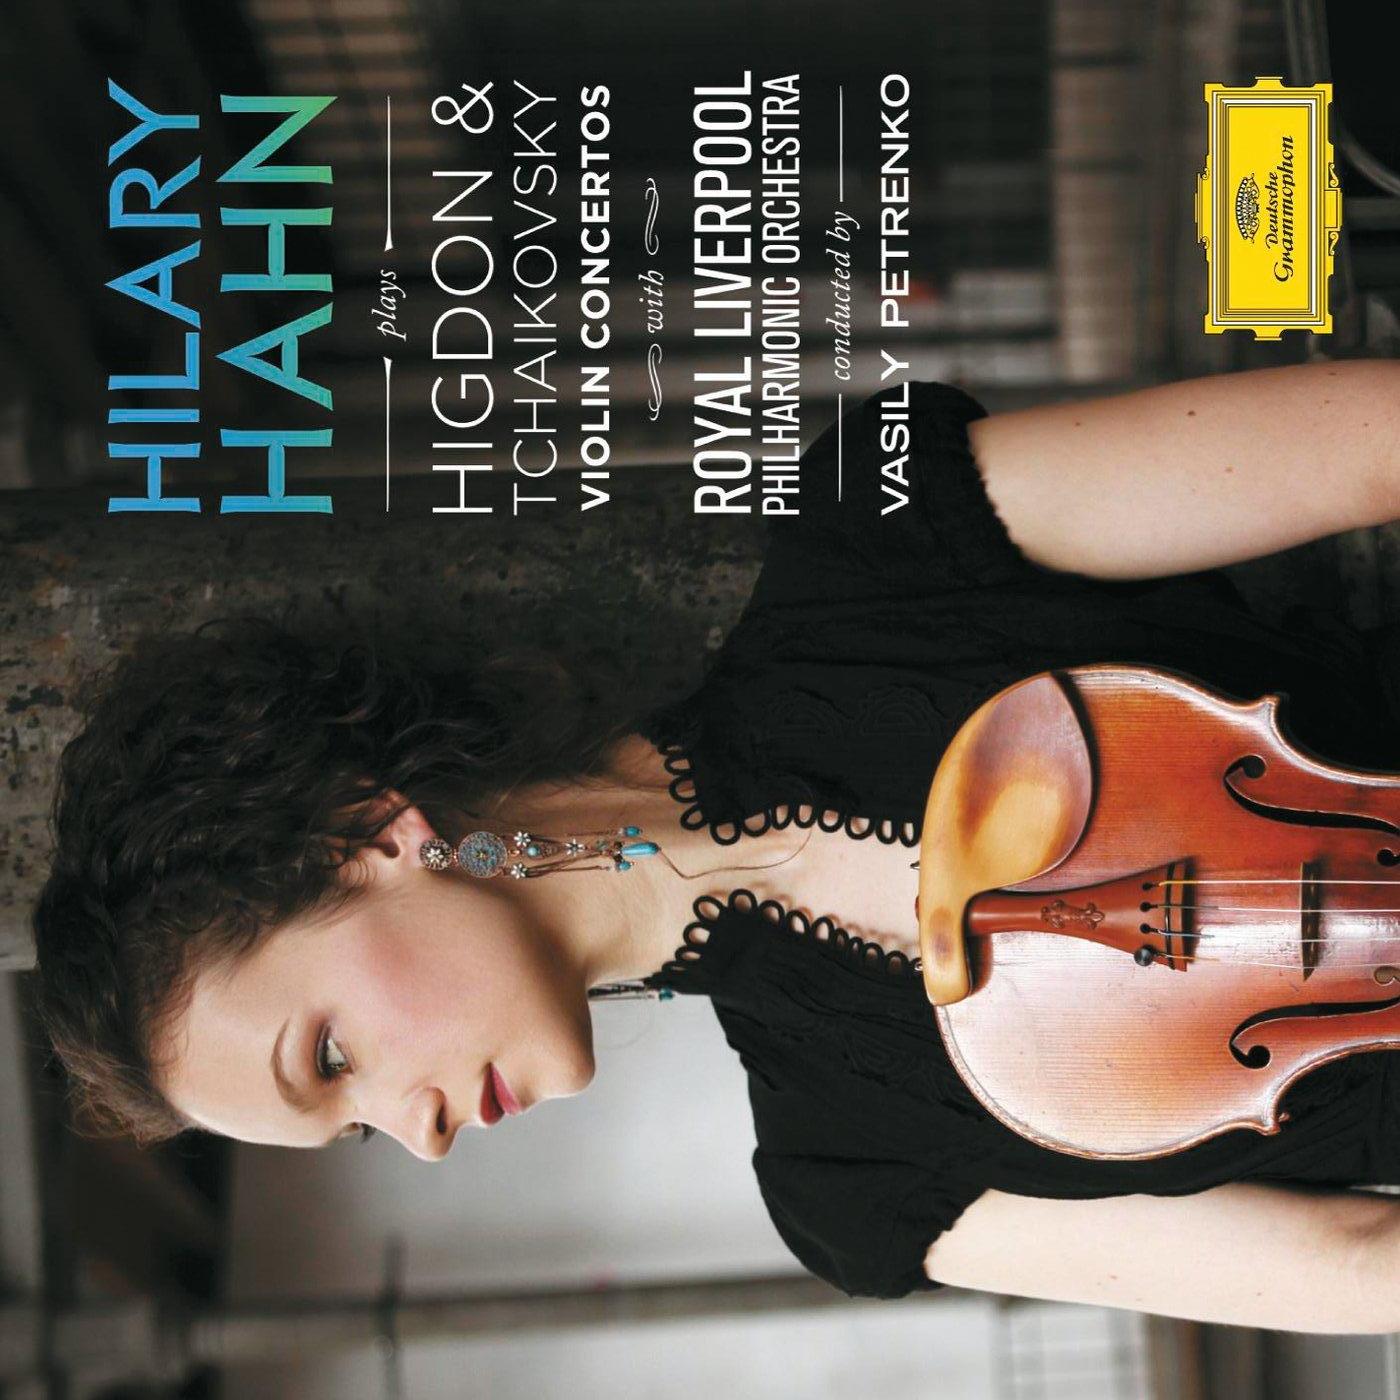 HILARY
HAHN
plays
HIGDON &
TCHAIKOVSKY
VIOLIN CONCERTOS
with
ROYAL LIVERPOOL
PHILHARMONIC ORCHESTRA
conducted by
VASILY PETRENKO
Deutsche
Grammophon